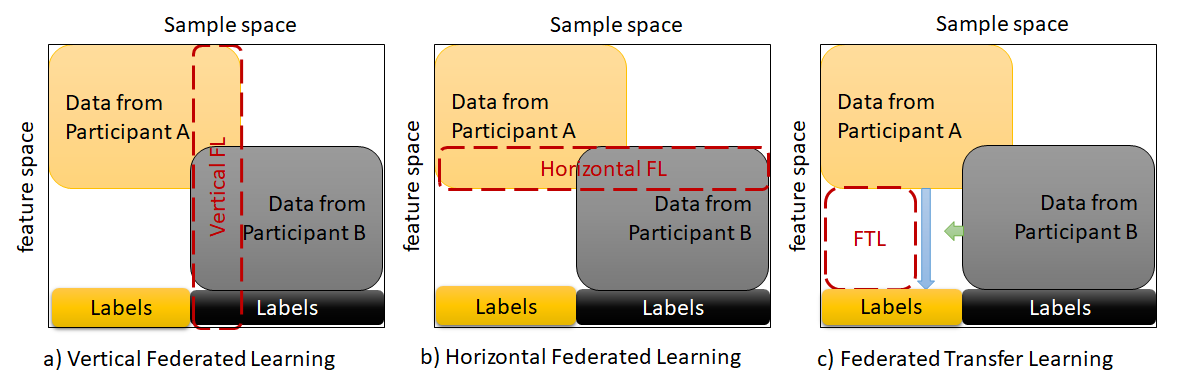 Sample space
feature space
Data from
Participant A
Vertical FL
Data from
Participant B
Labels
Labels
a) Vertical Federated Learning
Sample space
feature space
Data from
Participant A
Horizontal FL
Data from
Participant B
Labels
Labels
b) Horizontal Federated Learning
Sample space
feature space
Data from
Participant A
FTL
Data from
Participant B
Labels
Labels
c) Federated Transfer Learning